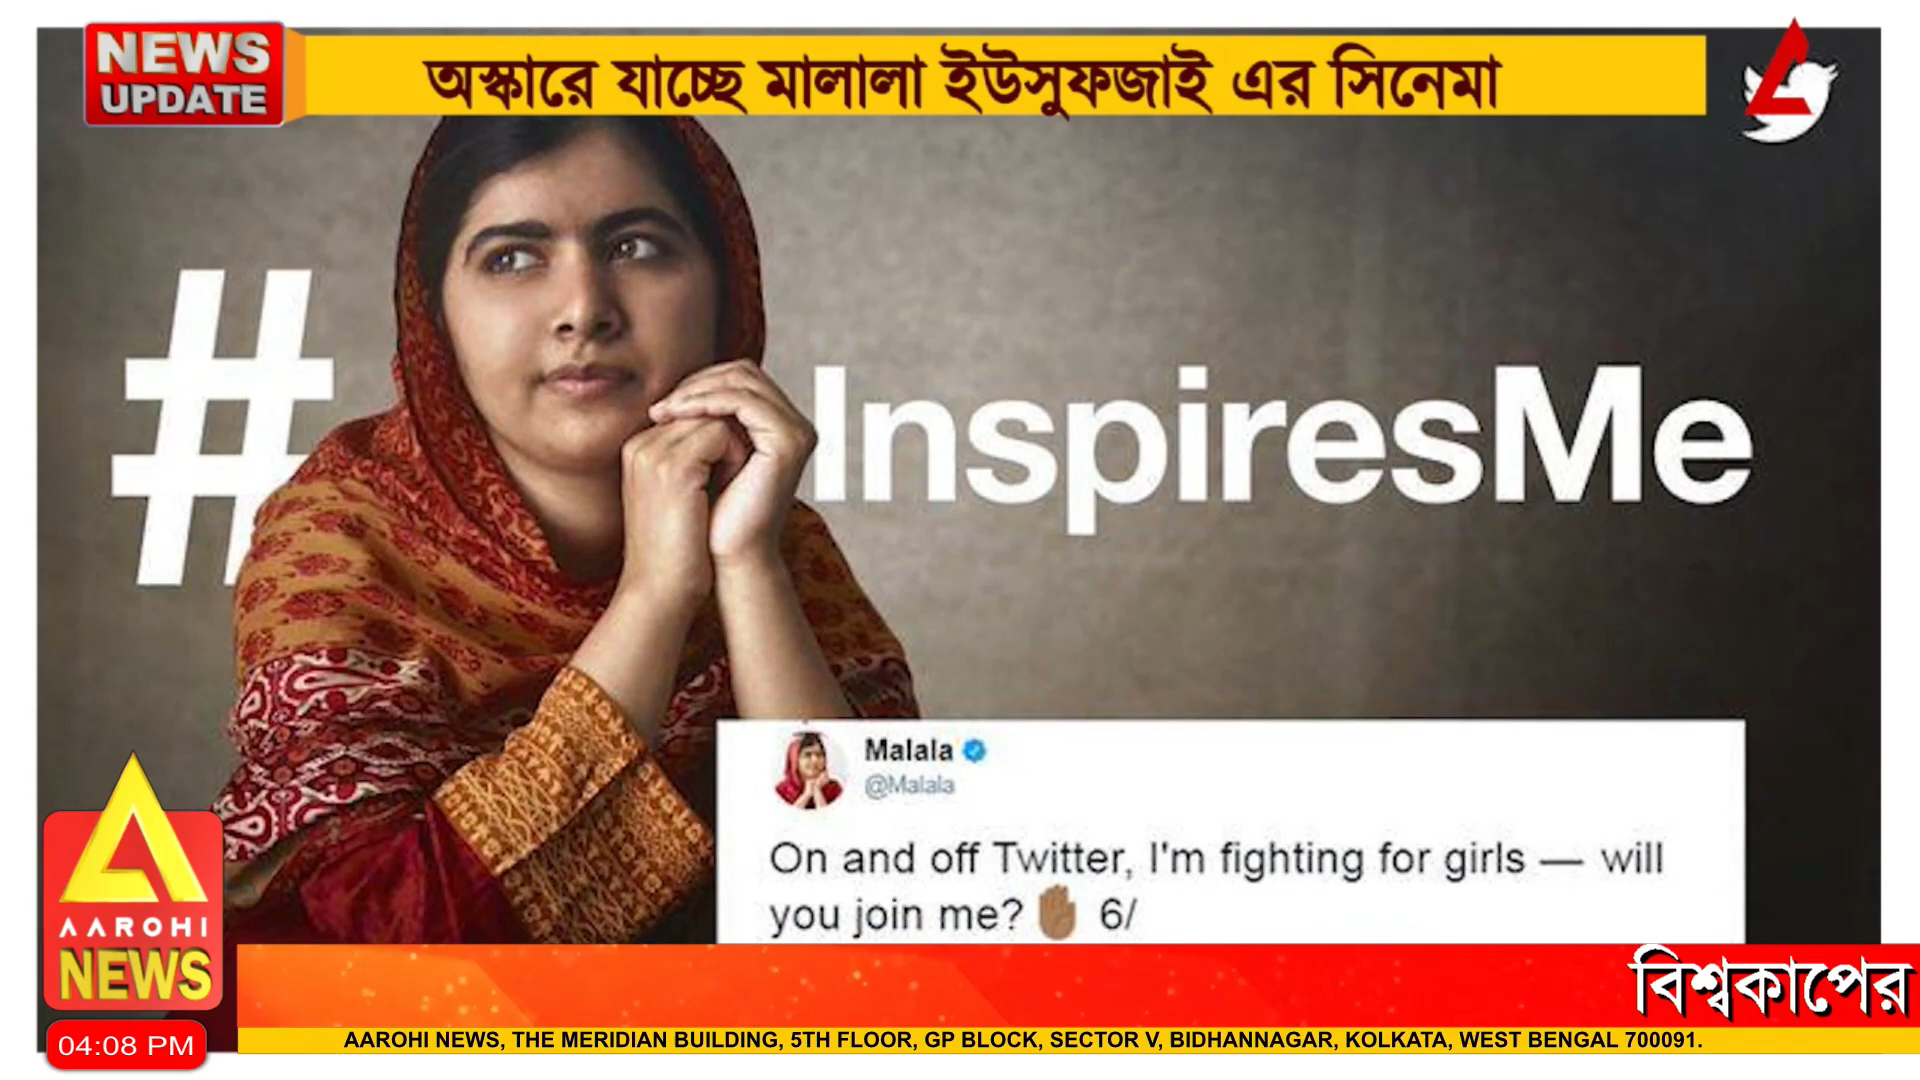 NEWS
UPDATE
অস্কারে যাচ্ছে মালালা ইউসুফজাই এর সিনেমা
#InspiresMe
Malala
@Malala
On and off Twitter, I'm fighting for girls — will
you join me? ✋🏽 6/
AAROHI
NEWS
বিশ্বকাপের
04:08 PM
AAROHI NEWS, THE MERIDIAN BUILDING, 5TH FLOOR, GP BLOCK, SECTOR V, BIDHANNAGAR, KOLKATA, WEST BENGAL 700091.